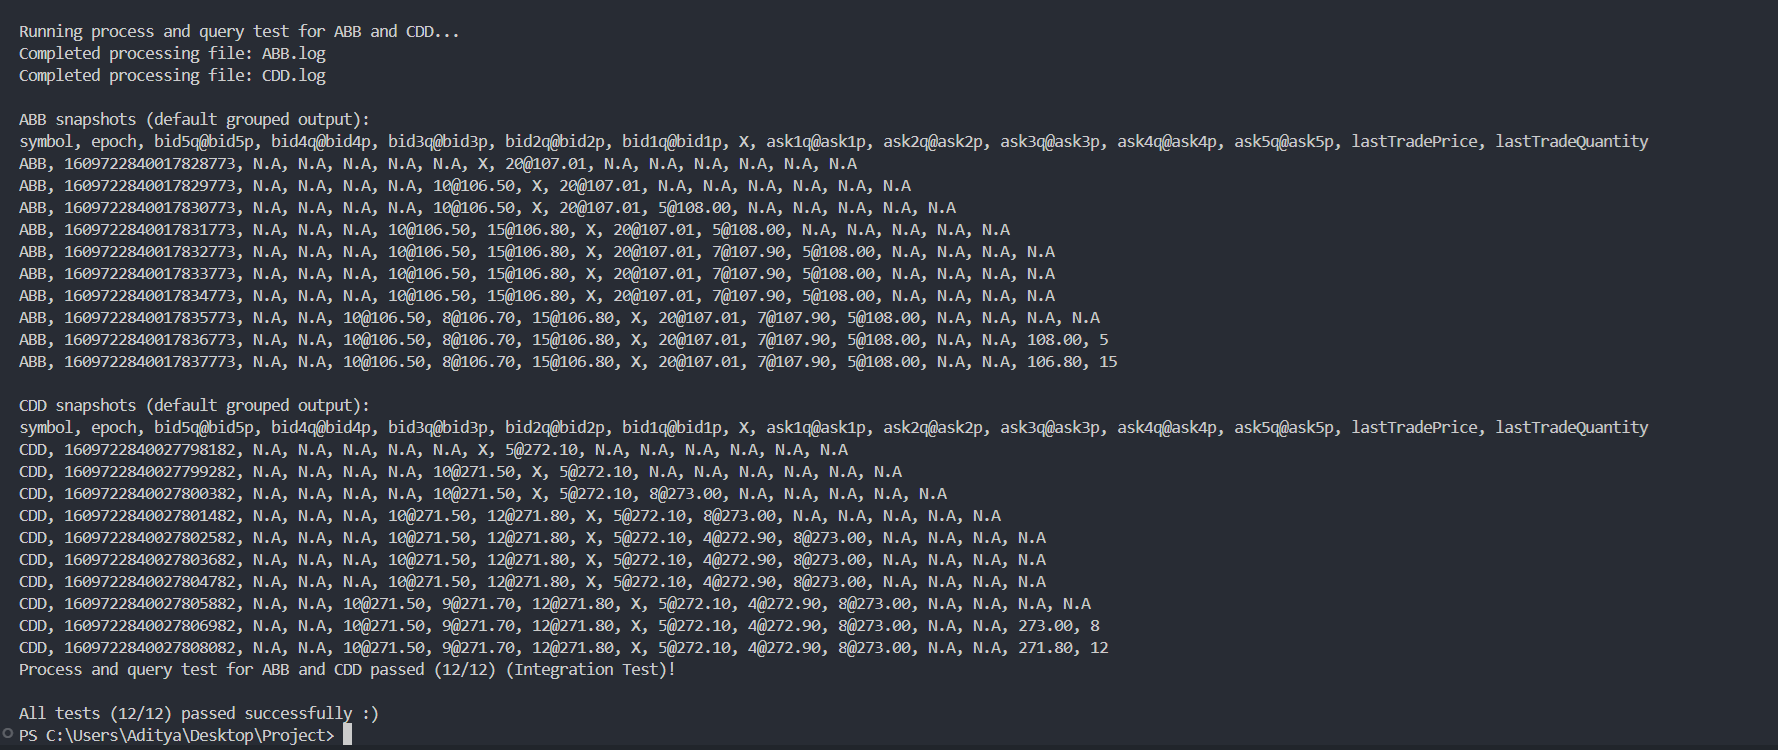 Running process and query test for ABB and CDD...
Completed processing file: ABB.log
Completed processing file: CDD.log
ABB snapshots (default grouped output):
symbol, epoch, bid5q@bid5p, bid4q@bid4p, bid3q@bid3p, bid2q@bid2p, bid1q@bid1p, X, ask1q@ask1p, ask2q@ask2p, ask3q@ask3p, ask4q@ask4p, ask5q@ask5p, lastTradePrice, lastTradeQuantity
ABB, 1609722840017828773, N.A, N.A, N.A, N.A, N.A, X, 20@107.01, N.A, N.A, N.A, N.A, N.A, N.A
ABB, 1609722840017829773, N.A, N.A, N.A, N.A, 10@106.50, X, 20@107.01, N.A, N.A, N.A, N.A, N.A, N.A
ABB, 1609722840017830773, N.A, N.A, N.A, N.A, 10@106.50, X, 20@107.01, 5@108.00, N.A, N.A, N.A, N.A, N.A
ABB, 1609722840017831773, N.A, N.A, N.A, 10@106.50, 15@106.80, X, 20@107.01, 5@108.00, N.A, N.A, N.A, N.A, N.A
ABB, 1609722840017832773, N.A, N.A, N.A, 10@106.50, 15@106.80, X, 20@107.01, 7@107.90, 5@108.00, N.A, N.A, N.A, N.A
ABB, 1609722840017833773, N.A, N.A, N.A, 10@106.50, 15@106.80, X, 20@107.01, 7@107.90, 5@108.00, N.A, N.A, N.A, N.A
ABB, 1609722840017834773, N.A, N.A, N.A, 10@106.50, 15@106.80, X, 20@107.01, 7@107.90, 5@108.00, N.A, N.A, N.A, N.A
ABB, 1609722840017835773, N.A, N.A, 10@106.50, 8@106.70, 15@106.80, X, 20@107.01, 7@107.90, 5@108.00, N.A, N.A, N.A, N.A
ABB, 1609722840017836773, N.A, N.A, 10@106.50, 8@106.70, 15@106.80, X, 20@107.01, 7@107.90, 5@108.00, N.A, N.A, 108.00, 5
ABB, 1609722840017837773, N.A, N.A, 10@106.50, 8@106.70, 15@106.80, X, 20@107.01, 7@107.90, 5@108.00, N.A, N.A, 106.80, 15
CDD snapshots (default grouped output):
symbol, epoch, bid5q@bid5p, bid4q@bid4p, bid3q@bid3p, bid2q@bid2p, bid1q@bid1p, X, ask1q@ask1p, ask2q@ask2p, ask3q@ask3p, ask4q@ask4p, ask5q@ask5p, lastTradePrice, lastTradeQuantity
CDD, 1609722840027798182, N.A, N.A, N.A, N.A, N.A, X, 5@272.10, N.A, N.A, N.A, N.A, N.A, N.A
CDD, 1609722840027799282, N.A, N.A, N.A, N.A, 10@271.50, X, 5@272.10, N.A, N.A, N.A, N.A, N.A, N.A
CDD, 1609722840027800382, N.A, N.A, N.A, N.A, 10@271.50, X, 5@272.10, 8@273.00, N.A, N.A, N.A, N.A, N.A
CDD, 1609722840027801482, N.A, N.A, N.A, 10@271.50, 12@271.80, X, 5@272.10, 8@273.00, N.A, N.A, N.A, N.A, N.A
CDD, 1609722840027802582, N.A, N.A, N.A, 10@271.50, 12@271.80, X, 5@272.10, 4@272.90, 8@273.00, N.A, N.A, N.A, N.A
CDD, 1609722840027803682, N.A, N.A, N.A, 10@271.50, 12@271.80, X, 5@272.10, 4@272.90, 8@273.00, N.A, N.A, N.A, N.A
CDD, 1609722840027804782, N.A, N.A, N.A, 10@271.50, 12@271.80, X, 5@272.10, 4@272.90, 8@273.00, N.A, N.A, N.A, N.A
CDD, 1609722840027805882, N.A, N.A, 10@271.50, 9@271.70, 12@271.80, X, 5@272.10, 4@272.90, 8@273.00, N.A, N.A, N.A, N.A
CDD, 1609722840027806982, N.A, N.A, 10@271.50, 9@271.70, 12@271.80, X, 5@272.10, 4@272.90, 8@273.00, N.A, N.A, 273.00, 8
CDD, 1609722840027808082, N.A, N.A, 10@271.50, 9@271.70, 12@271.80, X, 5@272.10, 4@272.90, 8@273.00, N.A, N.A, 271.80, 12
Process and query test for ABB and CDD passed (12/12) (Integration Test)!
All tests (12/12) passed successfully :)
PS C:\Users\Aditya\Desktop\Project>